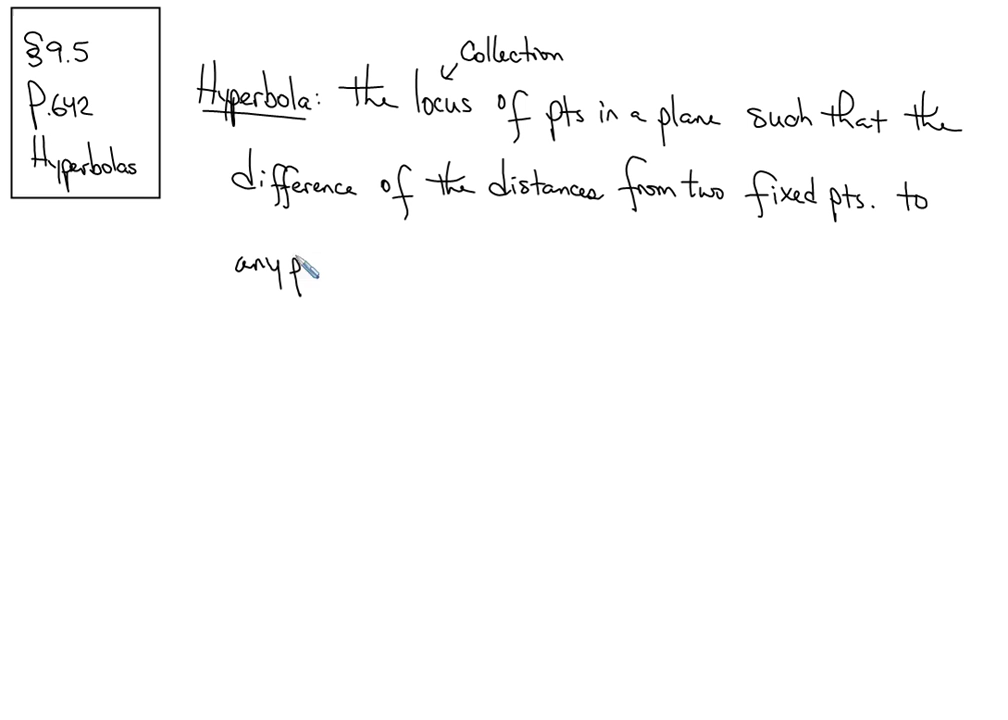 §9.5
P.642
Hyperbolas
Collection
Hyperbola: the locus of pts in a plane such that the
difference of the distances from two fixed pts. to
any p